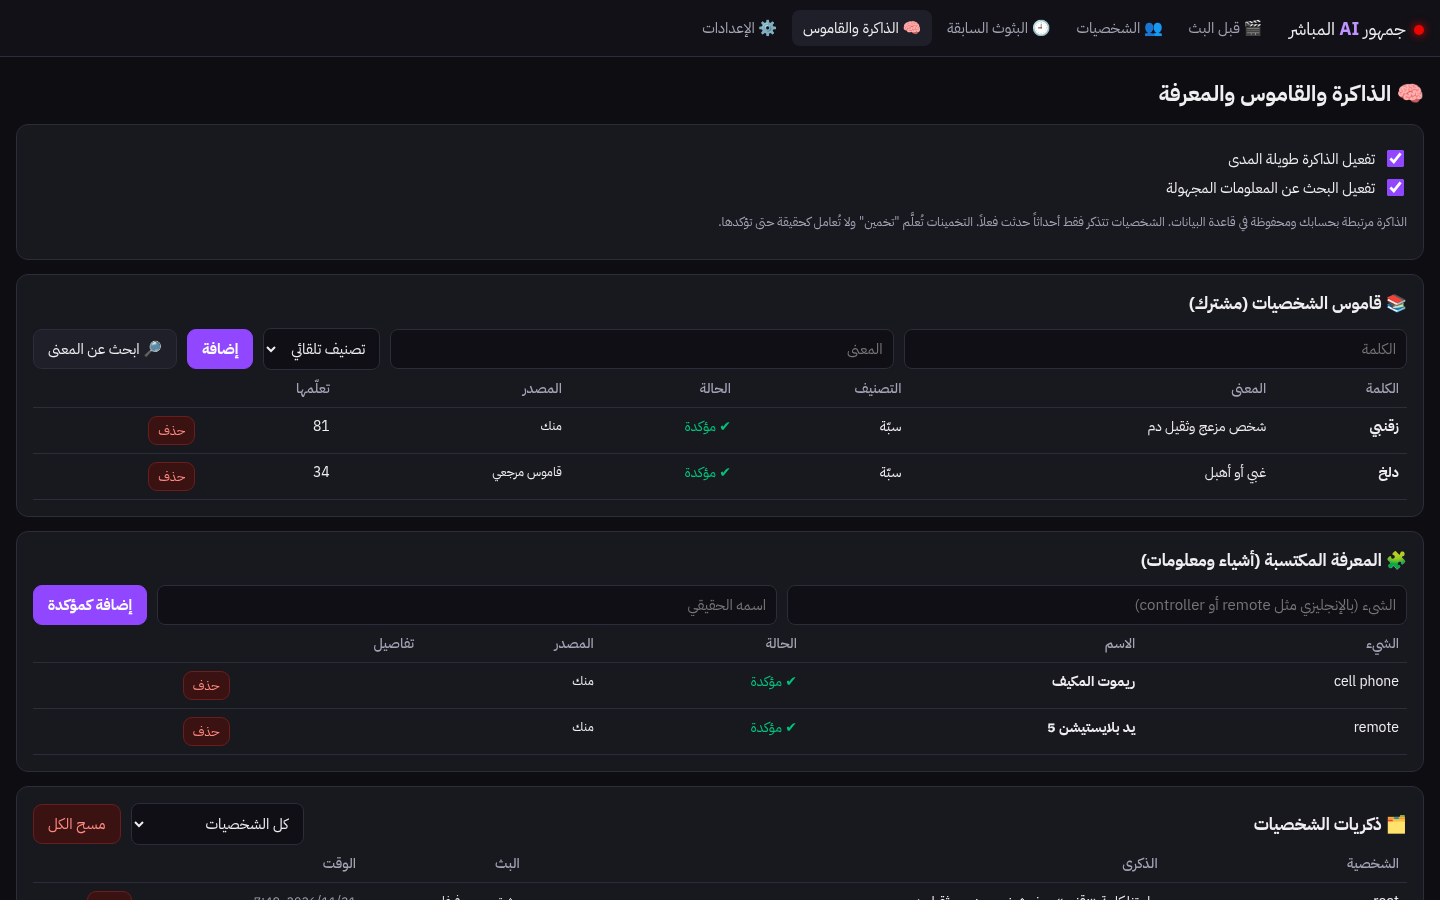 جمهور AI المباشر
🎬 قبل البث
👥 الشخصيات
🕘 البثوث السابقة
🧠 الذاكرة والقاموس
⚙️ الإعدادات
🧠 الذاكرة والقاموس والمعرفة
تفعيل الذاكرة طويلة المدى
تفعيل البحث عن المعلومات المجهولة
الذاكرة مرتبطة بحسابك ومحفوظة في قاعدة البيانات. الشخصيات تتذكر فقط أحداثاً حدثت فعلاً. التخمينات تُعلَّم "تخمين" ولا تُعامل كحقيقة حتى تؤكدها.
📚 قاموس الشخصيات (مشترك)
الكلمة
المعنى
تصنيف تلقائي
إضافة
🔎 ابحث عن المعنى
الكلمة المعنى التصنيف الحالة المصدر تعلّمها
زقنبي شخص مزعج وثقيل دم سبّة ✔ مؤكدة منك 81 حذف
دلخ غبي أو أهبل سبّة ✔ مؤكدة قاموس مرجعي 34 حذف
🧩 المعرفة المكتسبة (أشياء ومعلومات)
الشيء (بالإنجليزي مثل remote أو controller)
اسمه الحقيقي
إضافة كمؤكدة
الشيء الاسم الحالة المصدر تفاصيل
cell phone ريموت المكيف ✔ مؤكدة منك حذف
remote يد بلايستيشن 5 ✔ مؤكدة منك حذف
🗂️ ذكريات الشخصيات
كل الشخصيات
مسح الكل
الشخصية الذكرى البث الوقت